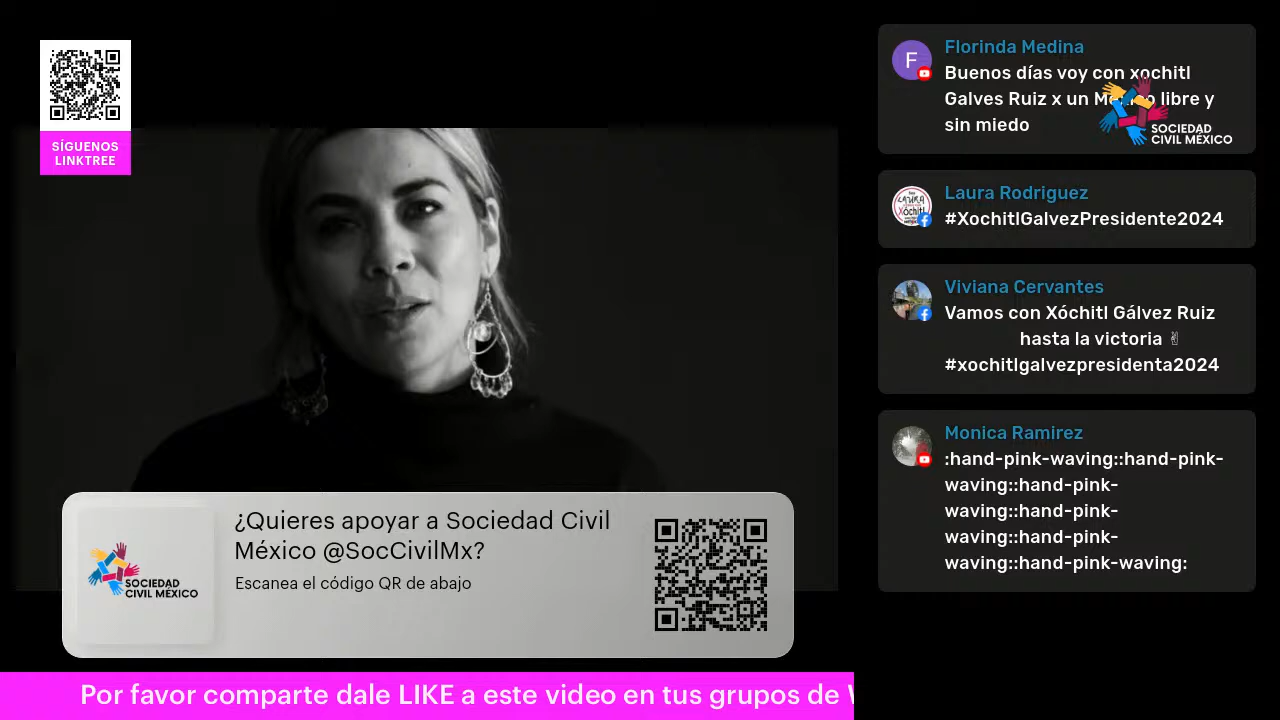 SÍGUENOS
LINKTREE
¿Quieres apoyar a Sociedad Civil
México @SocCivilMx?
Escanea el código QR de abajo
SOCIEDAD
CIVIL MÉXICO
Por favor comparte dale LIKE a este video en tus grupos de
F
Florinda Medina
Buenos días voy con xochitl
Galves Ruiz x un México libre y
sin miedo
SOCIEDAD
CIVIL MÉXICO
Laura Rodriguez
#XochitlGalvezPresidente2024
Viviana Cervantes
Vamos con Xóchitl Gálvez Ruiz
hasta la victoria ✌
#xochitlgalvezpresidenta2024
Monica Ramirez
:hand-pink-waving::hand-pink-
waving::hand-pink-
waving::hand-pink-
waving::hand-pink-
waving::hand-pink-waving: